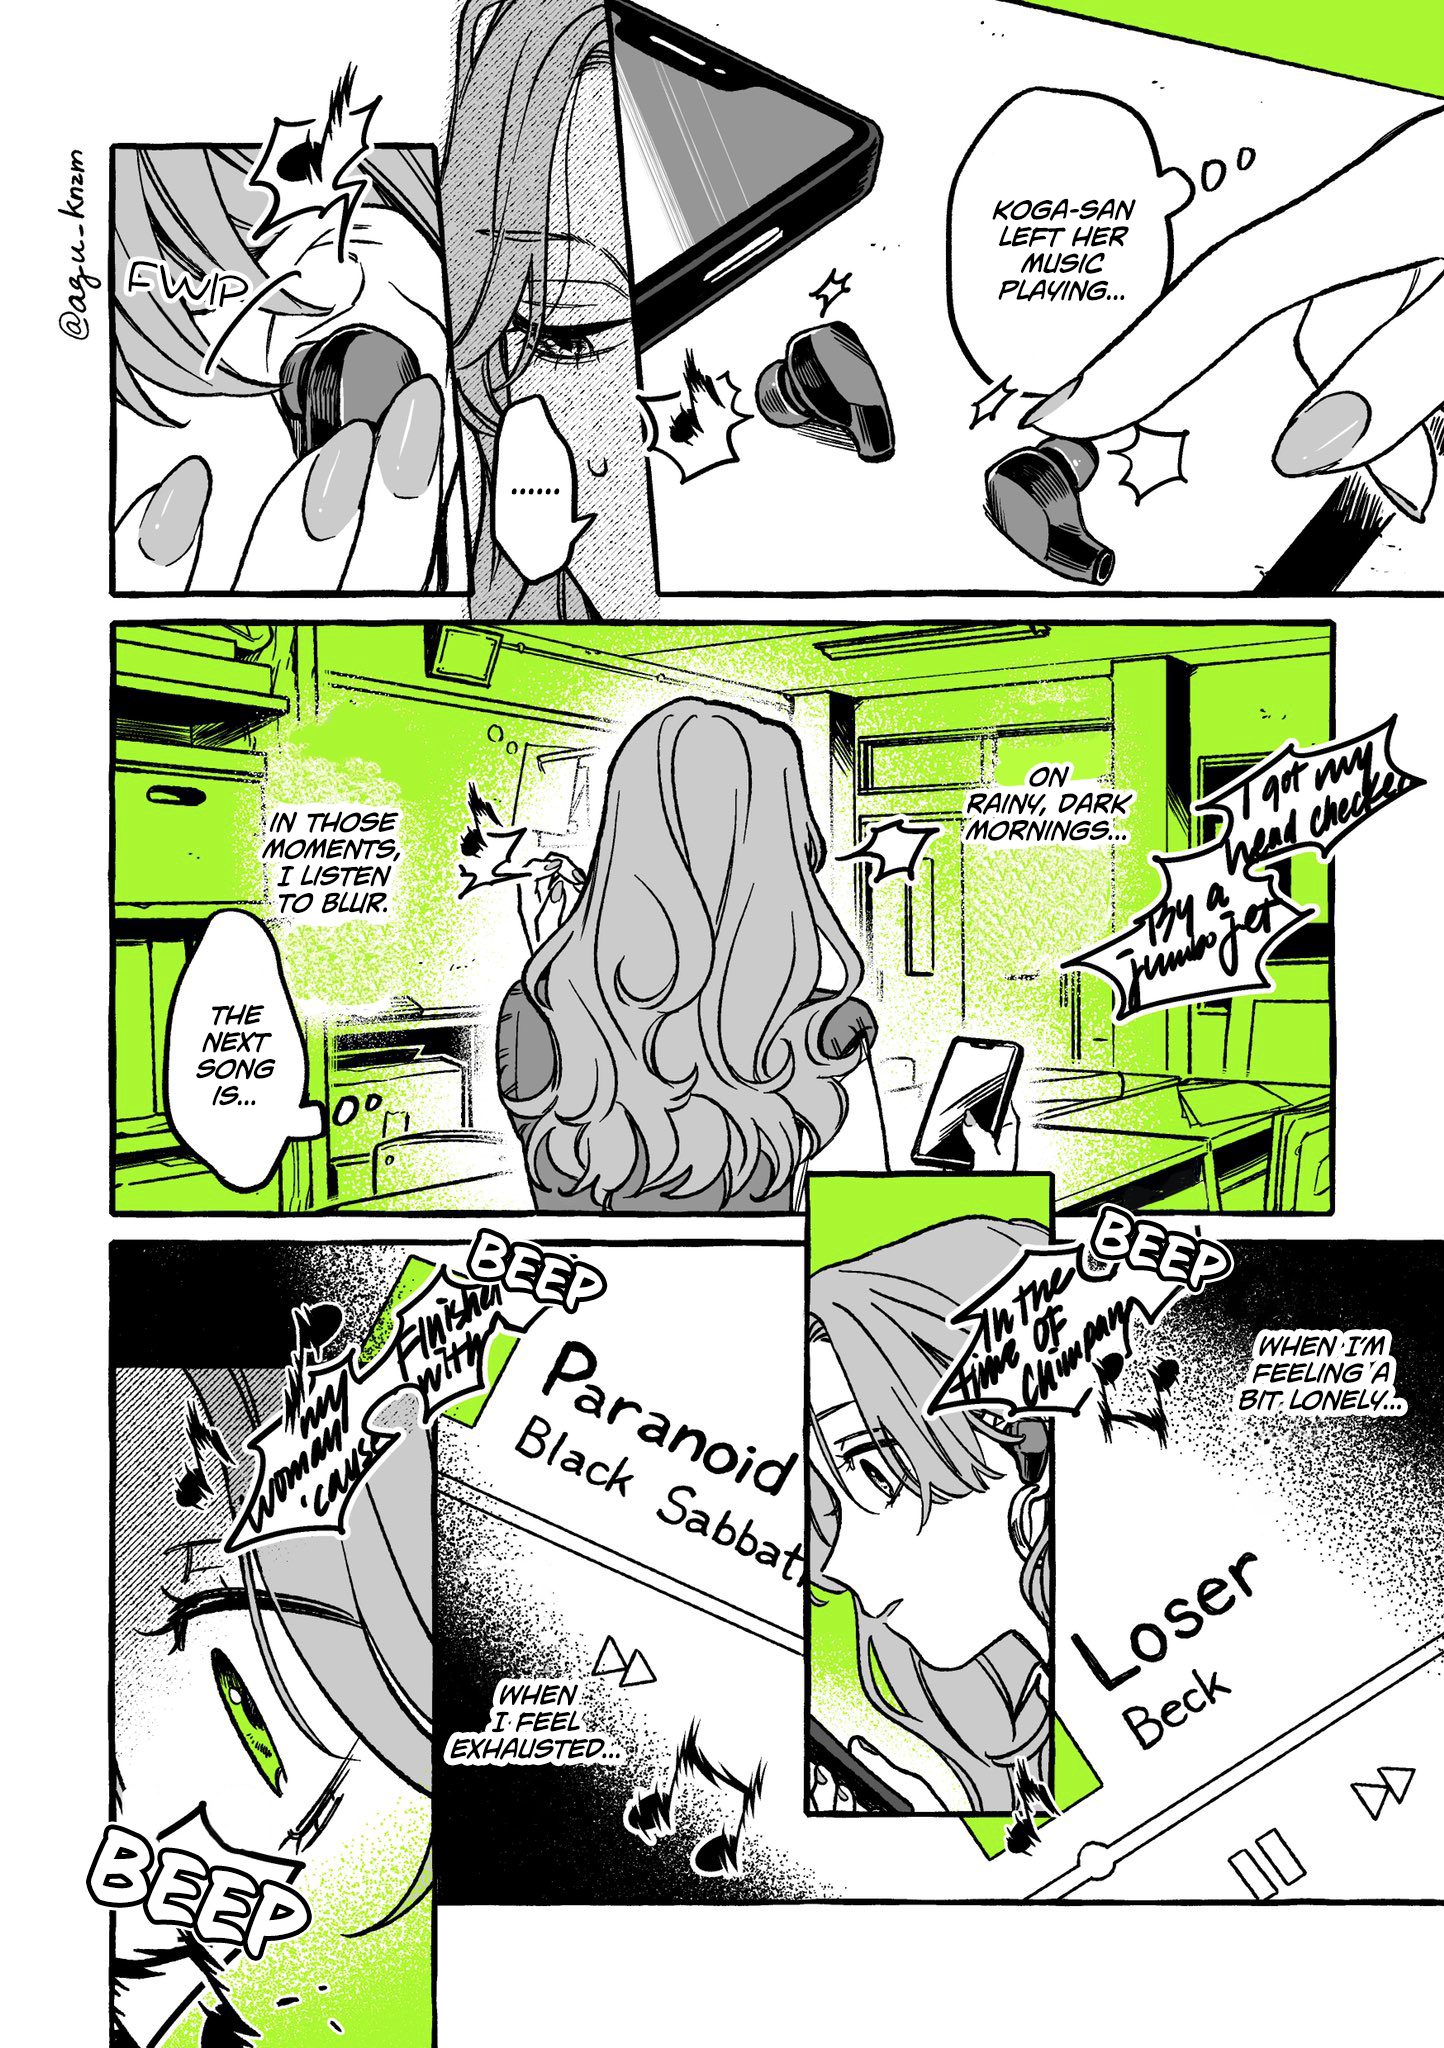 @agu_knzm
KOGA-SAN
LEFT HER
MUSIC
PLAYING...
......
FWIP
ON
RAINY, DARK
MORNINGS...
I got my
head checked
By a
jumbo jet
IN THOSE
MOMENTS,
I LISTEN
TO BLUR.
THE
NEXT
SONG
IS...
WHEN I'M
FEELING A
BIT LONELY...
BEEP
In the
time of
Chimpan
Loser
Beck
BEEP
Finished
with
my
woman
'cause
Paranoid
Black Sabbath
WHEN
I FEEL
EXHAUSTED...
BEEP